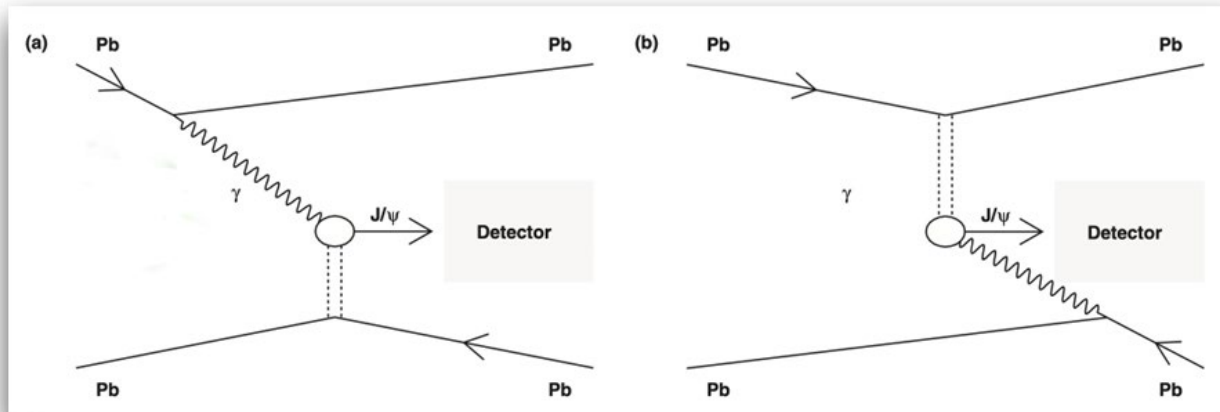 (a) Pb Pb
γ
J/ψ
Detector
Pb Pb
(b) Pb Pb
γ
J/ψ
Detector
Pb Pb